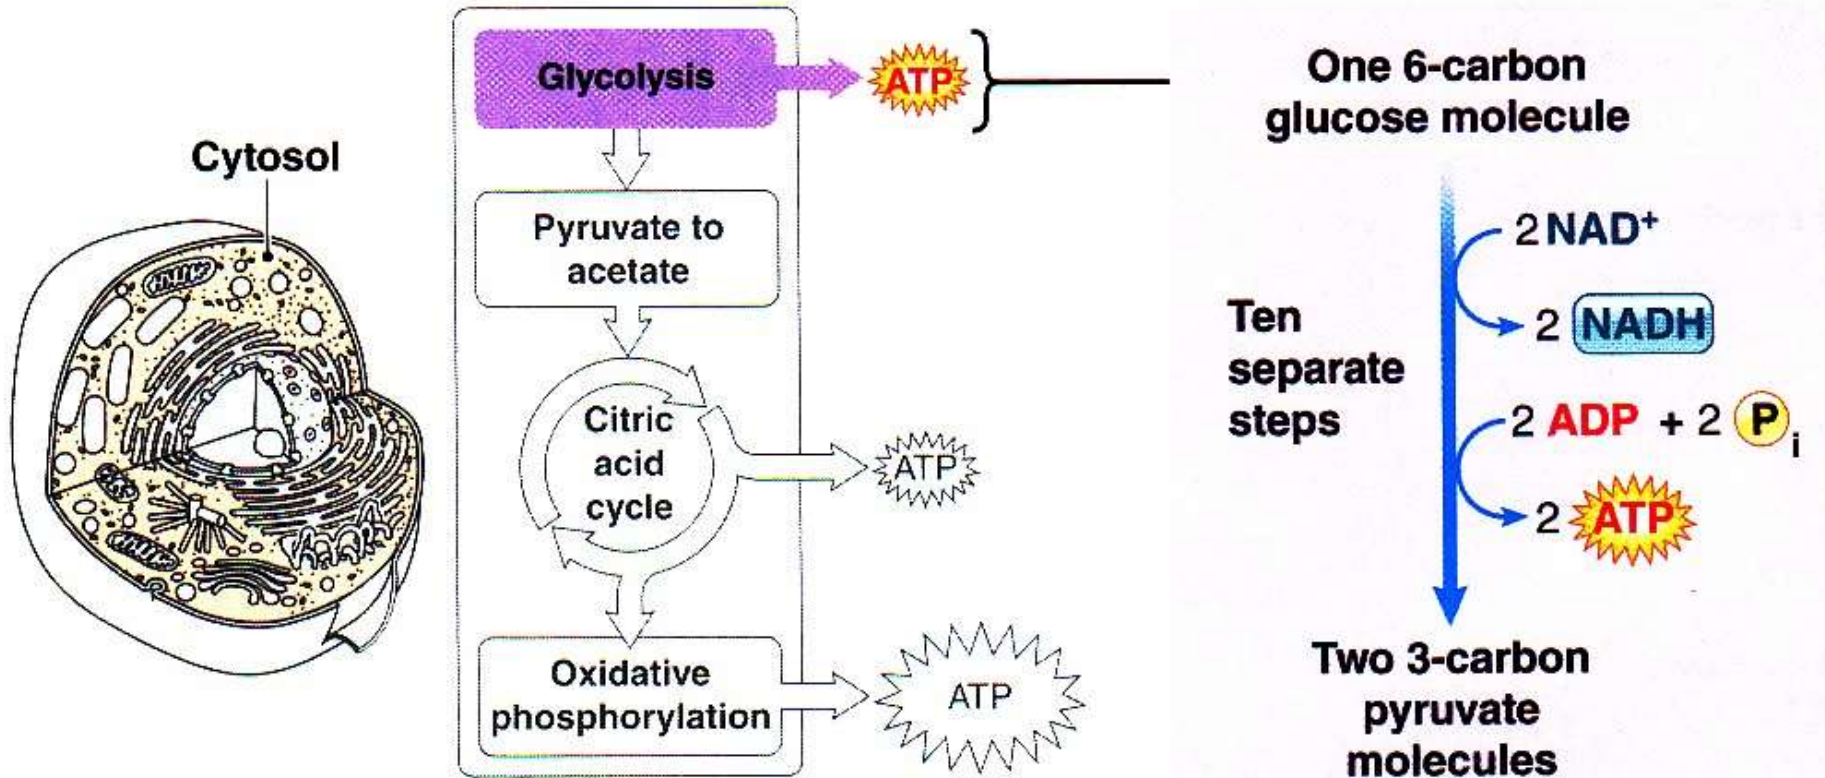 Cytosol
Glycolysis
ATP
Pyruvate to
acetate
Citric
acid
cycle
ATP
Oxidative
phosphorylation
ATP
One 6-carbon
glucose molecule
Ten
separate
steps
2 NAD⁺
2 NADH
2 ADP + 2 Pᵢ
2 ATP
Two 3-carbon
pyruvate
molecules